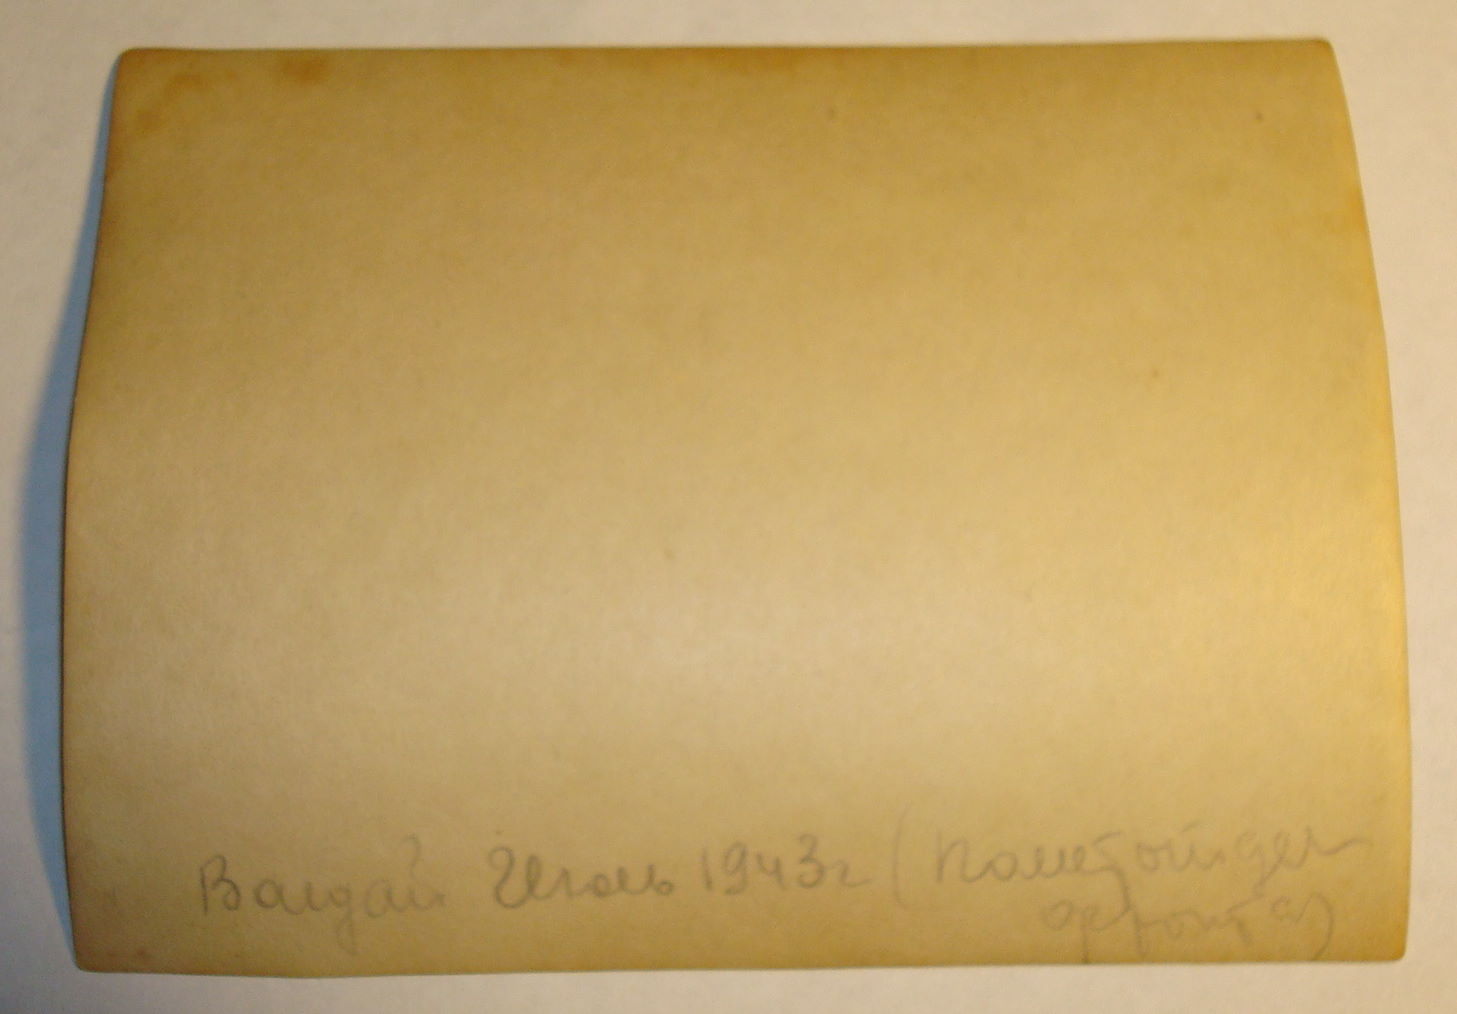 Валдай Июль 1943г (
фронта)